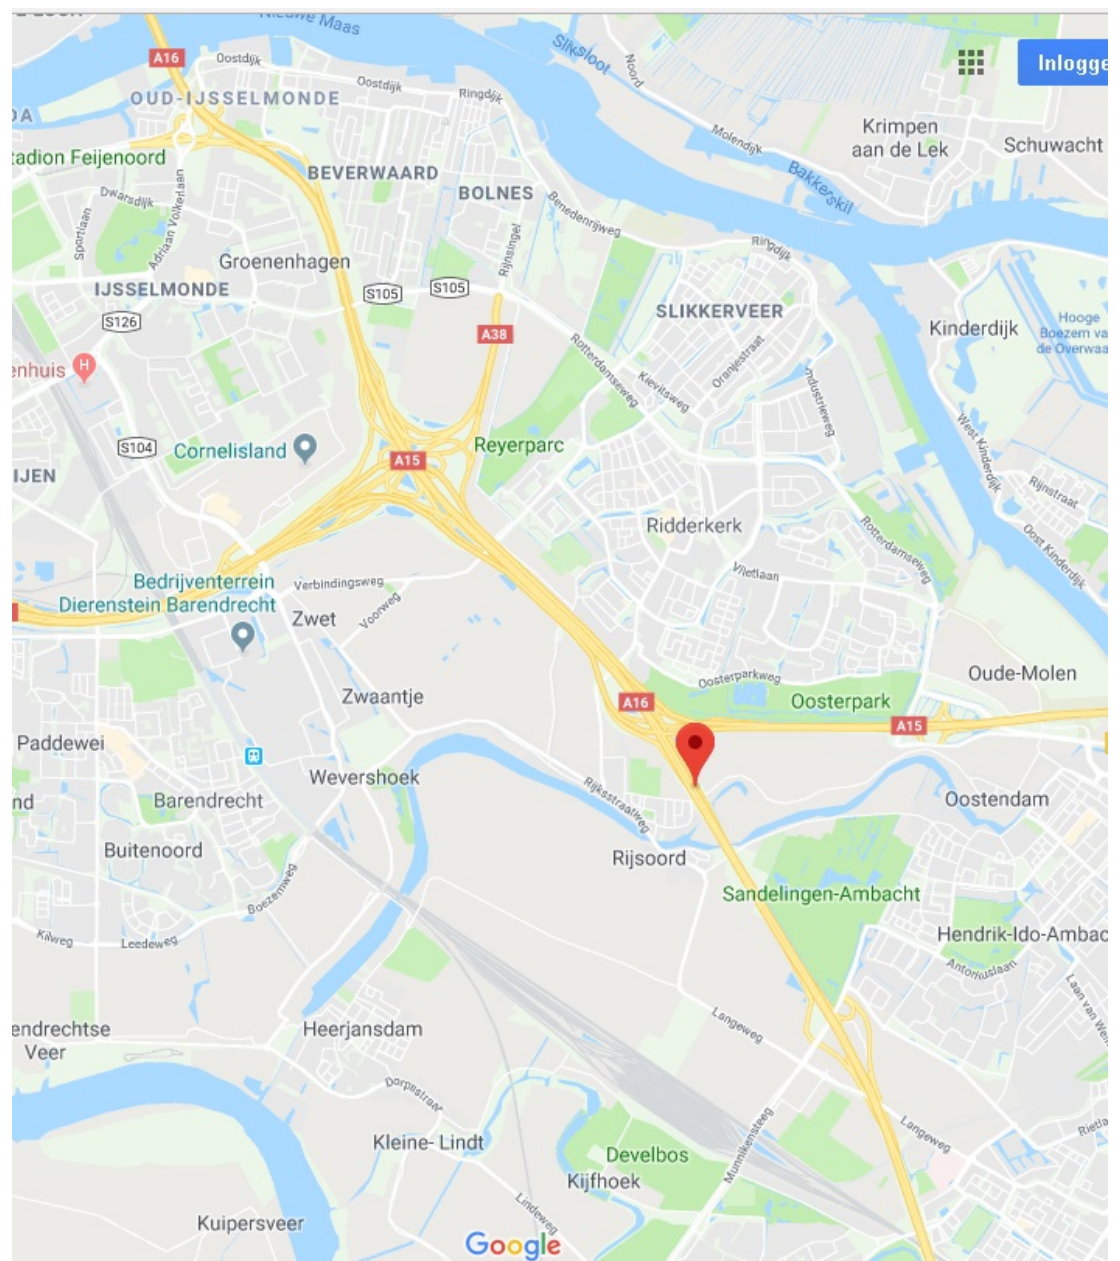 Nieuwe Maas
A16
Oostdijk
Sliksloot
Noord
Inlogge
OUD-IJSSELMONDE
Oostdijk
Ringdijk
DA
Molendijk
Krimpen
aan de Lek
Schuwacht
tadion Feijenoord
BEVERWAARD
BOLNES
Bakkerskil
Dwarsdijk
Adriaan Volkerlaan
Sportlaan
Benedenrijweg
Rijnsingel
Ringdijk
Groenenhagen
IJSSELMONDE
S105
S105
SLIKKERVEER
S126
A38
Kinderdijk
Hooge
Boezem va
de Overwaa
Oranjestraat
Rotterdamseweg
Kievitsweg
Industrieweg
enhuis
H
West Kinderdijk
S104
Cornelisland
A15
Reyerparc
IJEN
Rijnstraat
Ridderkerk
Rotterdamseweg
Oost Kinderdijk
Vlietlaan
Bedrijventerrein
Dierenstein Barendrecht
Verbindingsweg
Voorweg
Zwet
Oosterparkweg
Oude-Molen
Zwaantje
A16
Oosterpark
A15
Paddewei
Wevershoek
Rijksstraatweg
nd
Barendrecht
Oostendam
Buitenoord
Rijsoord
Boezemweg
Sandelingen-Ambacht
Kilweg
Leedeweg
Hendrik-Ido-Ambac
Antoniuslaan
Laan van Wel
endrechtse
Veer
Heerjansdam
Langeweg
Dorpsstraat
Munnikensteeg
Langeweg
Rietla
Kleine- Lindt
Develbos
Kijfhoek
Lindeweg
Kuipersveer
Google